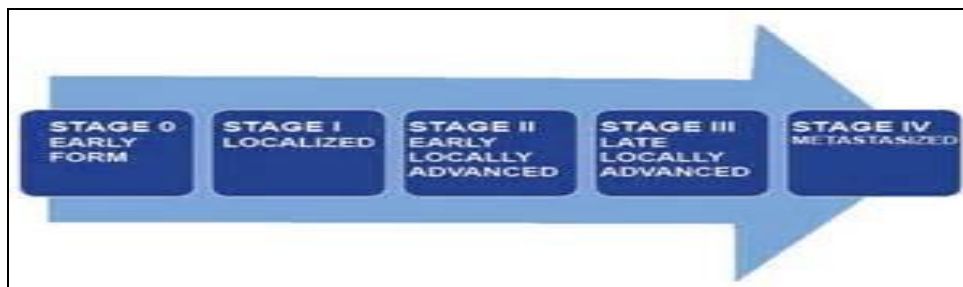 STAGE 0
EARLY
FORM
STAGE I
LOCALIZED
STAGE II
EARLY
LOCALLY
ADVANCED
STAGE III
LATE
LOCALLY
ADVANCED
STAGE IV
METASTASIZED